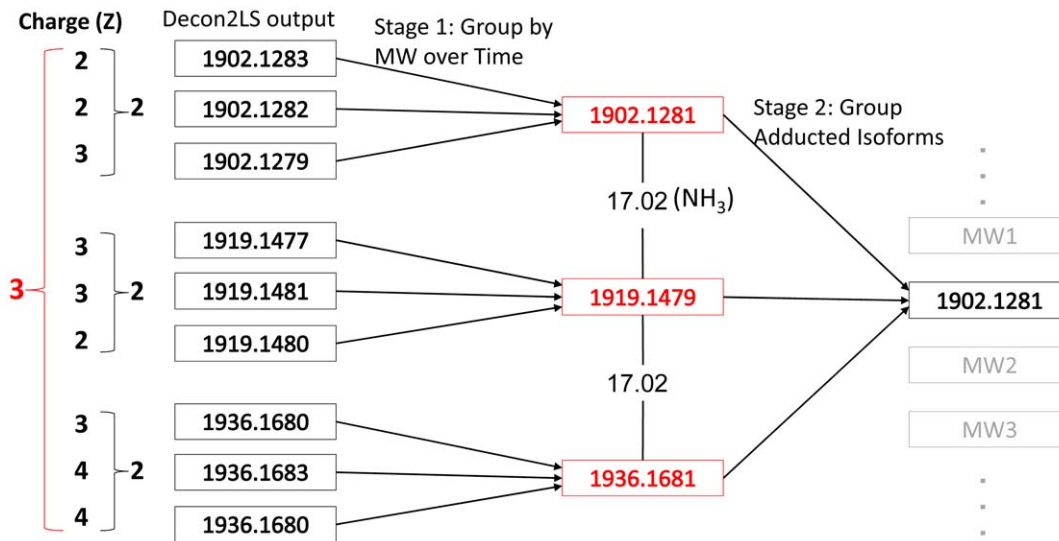 Charge (Z)
Decon2LS output
Stage 1: Group by
MW over Time
2
2
3
2
1902.1283
1902.1282
1902.1279
1902.1281
Stage 2: Group
Adducted Isoforms
17.02 (NH₃)
3
3
3
2
2
1919.1477
1919.1481
1919.1480
1919.1479
MW1
1902.1281
MW2
MW3
17.02
3
4
4
2
1936.1680
1936.1683
1936.1680
1936.1681